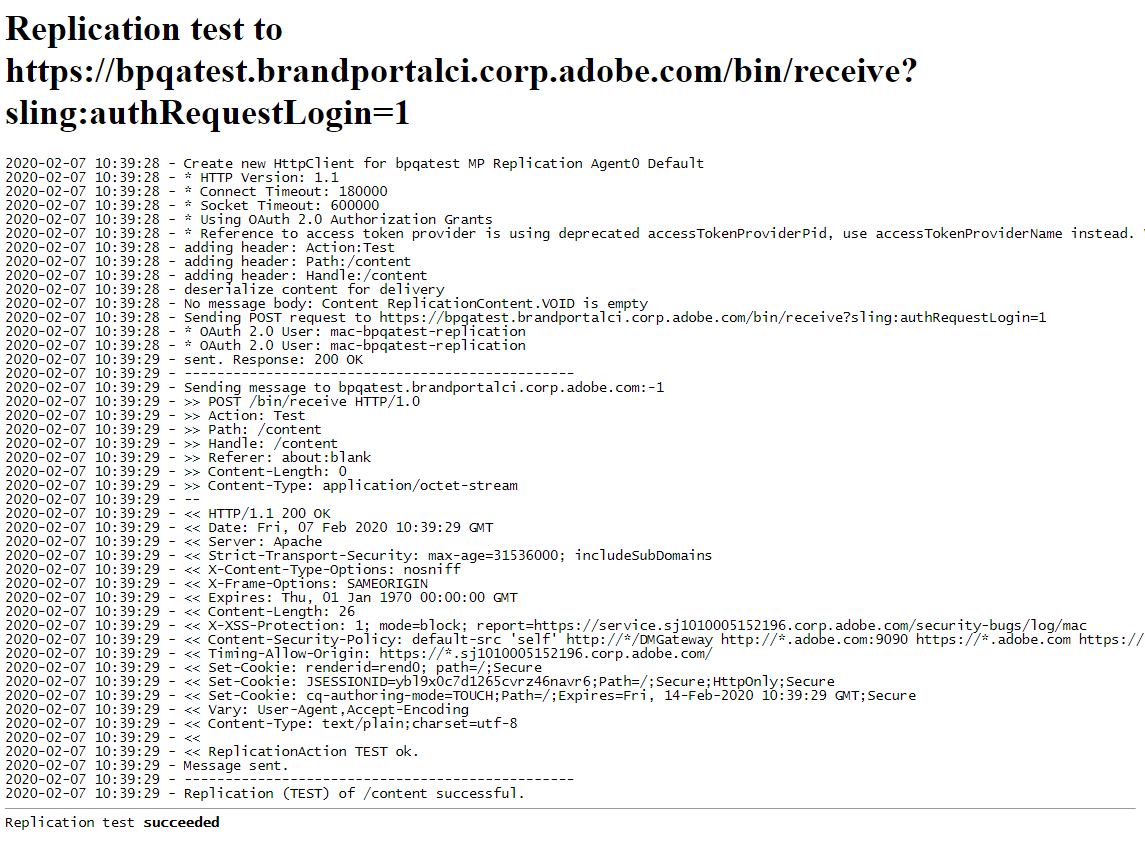 Replication test to
https://bpqatest.brandportalci.corp.adobe.com/bin/receive?
sling:authRequestLogin=1
2020-02-07 10:39:28 - Create new HttpClient for bpqatest MP Replication Agent0 Default
2020-02-07 10:39:28 - * HTTP Version: 1.1
2020-02-07 10:39:28 - * Connect Timeout: 180000
2020-02-07 10:39:28 - * Socket Timeout: 600000
2020-02-07 10:39:28 - * Using OAuth 2.0 Authorization Grants
2020-02-07 10:39:28 - * Reference to access token provider is using deprecated accessTokenProviderPid, use accessTokenProviderName instead.
2020-02-07 10:39:28 - adding header: Action:Test
2020-02-07 10:39:28 - adding header: Path:/content
2020-02-07 10:39:28 - adding header: Handle:/content
2020-02-07 10:39:28 - deserialize content for delivery
2020-02-07 10:39:28 - No message body: Content ReplicationContent.VOID is empty
2020-02-07 10:39:28 - Sending POST request to https://bpqatest.brandportalci.corp.adobe.com/bin/receive?sling:authRequestLogin=1
2020-02-07 10:39:28 - * OAuth 2.0 User: mac-bpqatest-replication
2020-02-07 10:39:28 - * OAuth 2.0 User: mac-bpqatest-replication
2020-02-07 10:39:29 - sent. Response: 200 OK
2020-02-07 10:39:29 - ------------------------------------------------
2020-02-07 10:39:29 - Sending message to bpqatest.brandportalci.corp.adobe.com:-1
2020-02-07 10:39:29 - >> POST /bin/receive HTTP/1.0
2020-02-07 10:39:29 - >> Action: Test
2020-02-07 10:39:29 - >> Path: /content
2020-02-07 10:39:29 - >> Handle: /content
2020-02-07 10:39:29 - >> Referer: about:blank
2020-02-07 10:39:29 - >> Content-Length: 0
2020-02-07 10:39:29 - >> Content-Type: application/octet-stream
2020-02-07 10:39:29 - --
2020-02-07 10:39:29 - << HTTP/1.1 200 OK
2020-02-07 10:39:29 - << Date: Fri, 07 Feb 2020 10:39:29 GMT
2020-02-07 10:39:29 - << Server: Apache
2020-02-07 10:39:29 - << Strict-Transport-Security: max-age=31536000; includeSubDomains
2020-02-07 10:39:29 - << X-Content-Type-Options: nosniff
2020-02-07 10:39:29 - << X-Frame-Options: SAMEORIGIN
2020-02-07 10:39:29 - << Expires: Thu, 01 Jan 1970 00:00:00 GMT
2020-02-07 10:39:29 - << Content-Length: 26
2020-02-07 10:39:29 - << X-XSS-Protection: 1; mode=block; report=https://service.sj1010005152196.corp.adobe.com/security-bugs/log/mac
2020-02-07 10:39:29 - << Content-Security-Policy: default-src 'self' http://*/DMGateway http://*.adobe.com:9090 https://*.adobe.com https://
2020-02-07 10:39:29 - << Timing-Allow-Origin: https://*.sj1010005152196.corp.adobe.com/
2020-02-07 10:39:29 - << Set-Cookie: renderid=rend0; path=/;Secure
2020-02-07 10:39:29 - << Set-Cookie: JSESSIONID=ybl9x0c7d1265cvrz46navr6;Path=/;Secure;HttpOnly;Secure
2020-02-07 10:39:29 - << Set-Cookie: cq-authoring-mode=TOUCH;Path=/;Expires=Fri, 14-Feb-2020 10:39:29 GMT;Secure
2020-02-07 10:39:29 - << Vary: User-Agent,Accept-Encoding
2020-02-07 10:39:29 - << Content-Type: text/plain;charset=utf-8
2020-02-07 10:39:29 - <<
2020-02-07 10:39:29 - << ReplicationAction TEST ok.
2020-02-07 10:39:29 - Message sent.
2020-02-07 10:39:29 - ------------------------------------------------
2020-02-07 10:39:29 - Replication (TEST) of /content successful.
Replication test succeeded